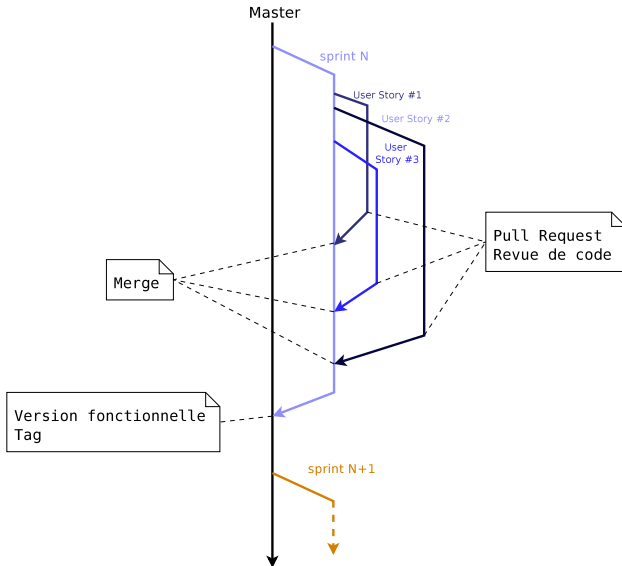 Master
sprint N
User Story #1
User Story #2
User
Story #3
Pull Request
Revue de code
Merge
Version fonctionnelle
Tag
sprint N+1